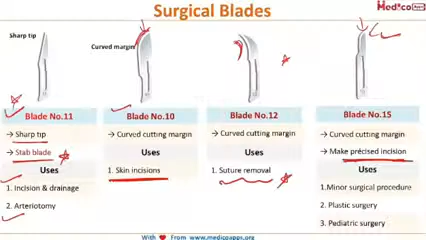 Surgical Blades
MedicoApps
Sharp tip
Curved margin
Blade No.11
→ Sharp tip
→ Stab blade
Uses
1. Incision & drainage
2. Arteriotomy
Blade No.10
→ Curved cutting margin
Uses
1. Skin incisions
Blade No.12
→ Curved cutting margin
Uses
1. Suture removal
Blade No.15
→ Curved cutting margin
→ Make précised incision
Uses
1.Minor surgical procedure
2. Plastic surgery
3. Pediatric surgery
With ❤ From www.medicoapps.org